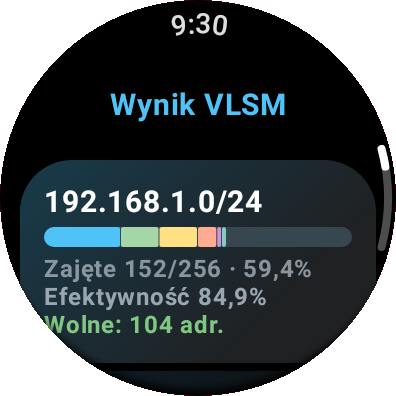 9:30
Wynik VLSM
192.168.1.0/24
Zajęte 152/256 · 59,4%
Efektywność 84,9%
Wolne: 104 adr.